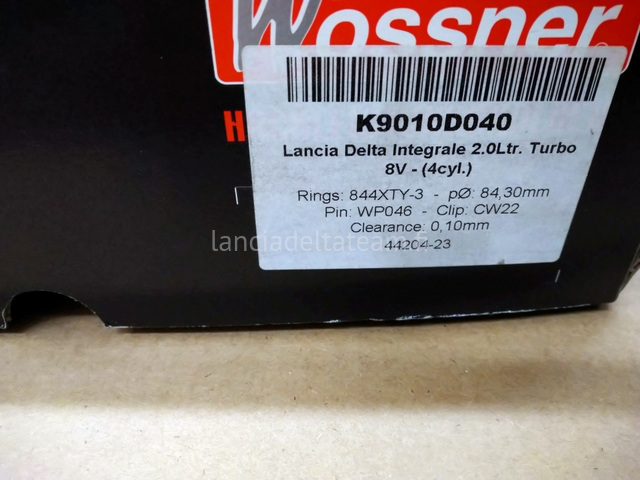 Wossner
K9010D040
Lancia Delta Integrale 2.0Ltr. Turbo
8V - (4cyl.)
Rings: 844XTY-3 - pØ: 84,30mm
Pin: WP046 - Clip: CW22
Clearance: 0,10mm
44204-23